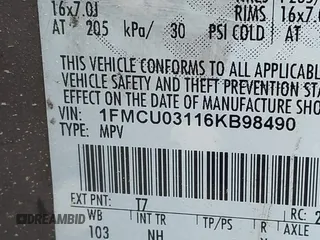 16x7.0J RIMS 16x7.
AT 205 kPa/ 30 PSI COLD AT
THIS VEHICLE CONFORMS TO ALL APPLICABL
VEHICLE SAFETY AND THEFT PREVENTION STA
EFFECT ON THE DATE OF MANUFACTURE SHO
VIN: 1FMCU03116KB98490
TYPE: MPV
EXT PNT: T7 RC: 2
WB INT TR TP/PS R AXLE
103 NH
DREAMBID